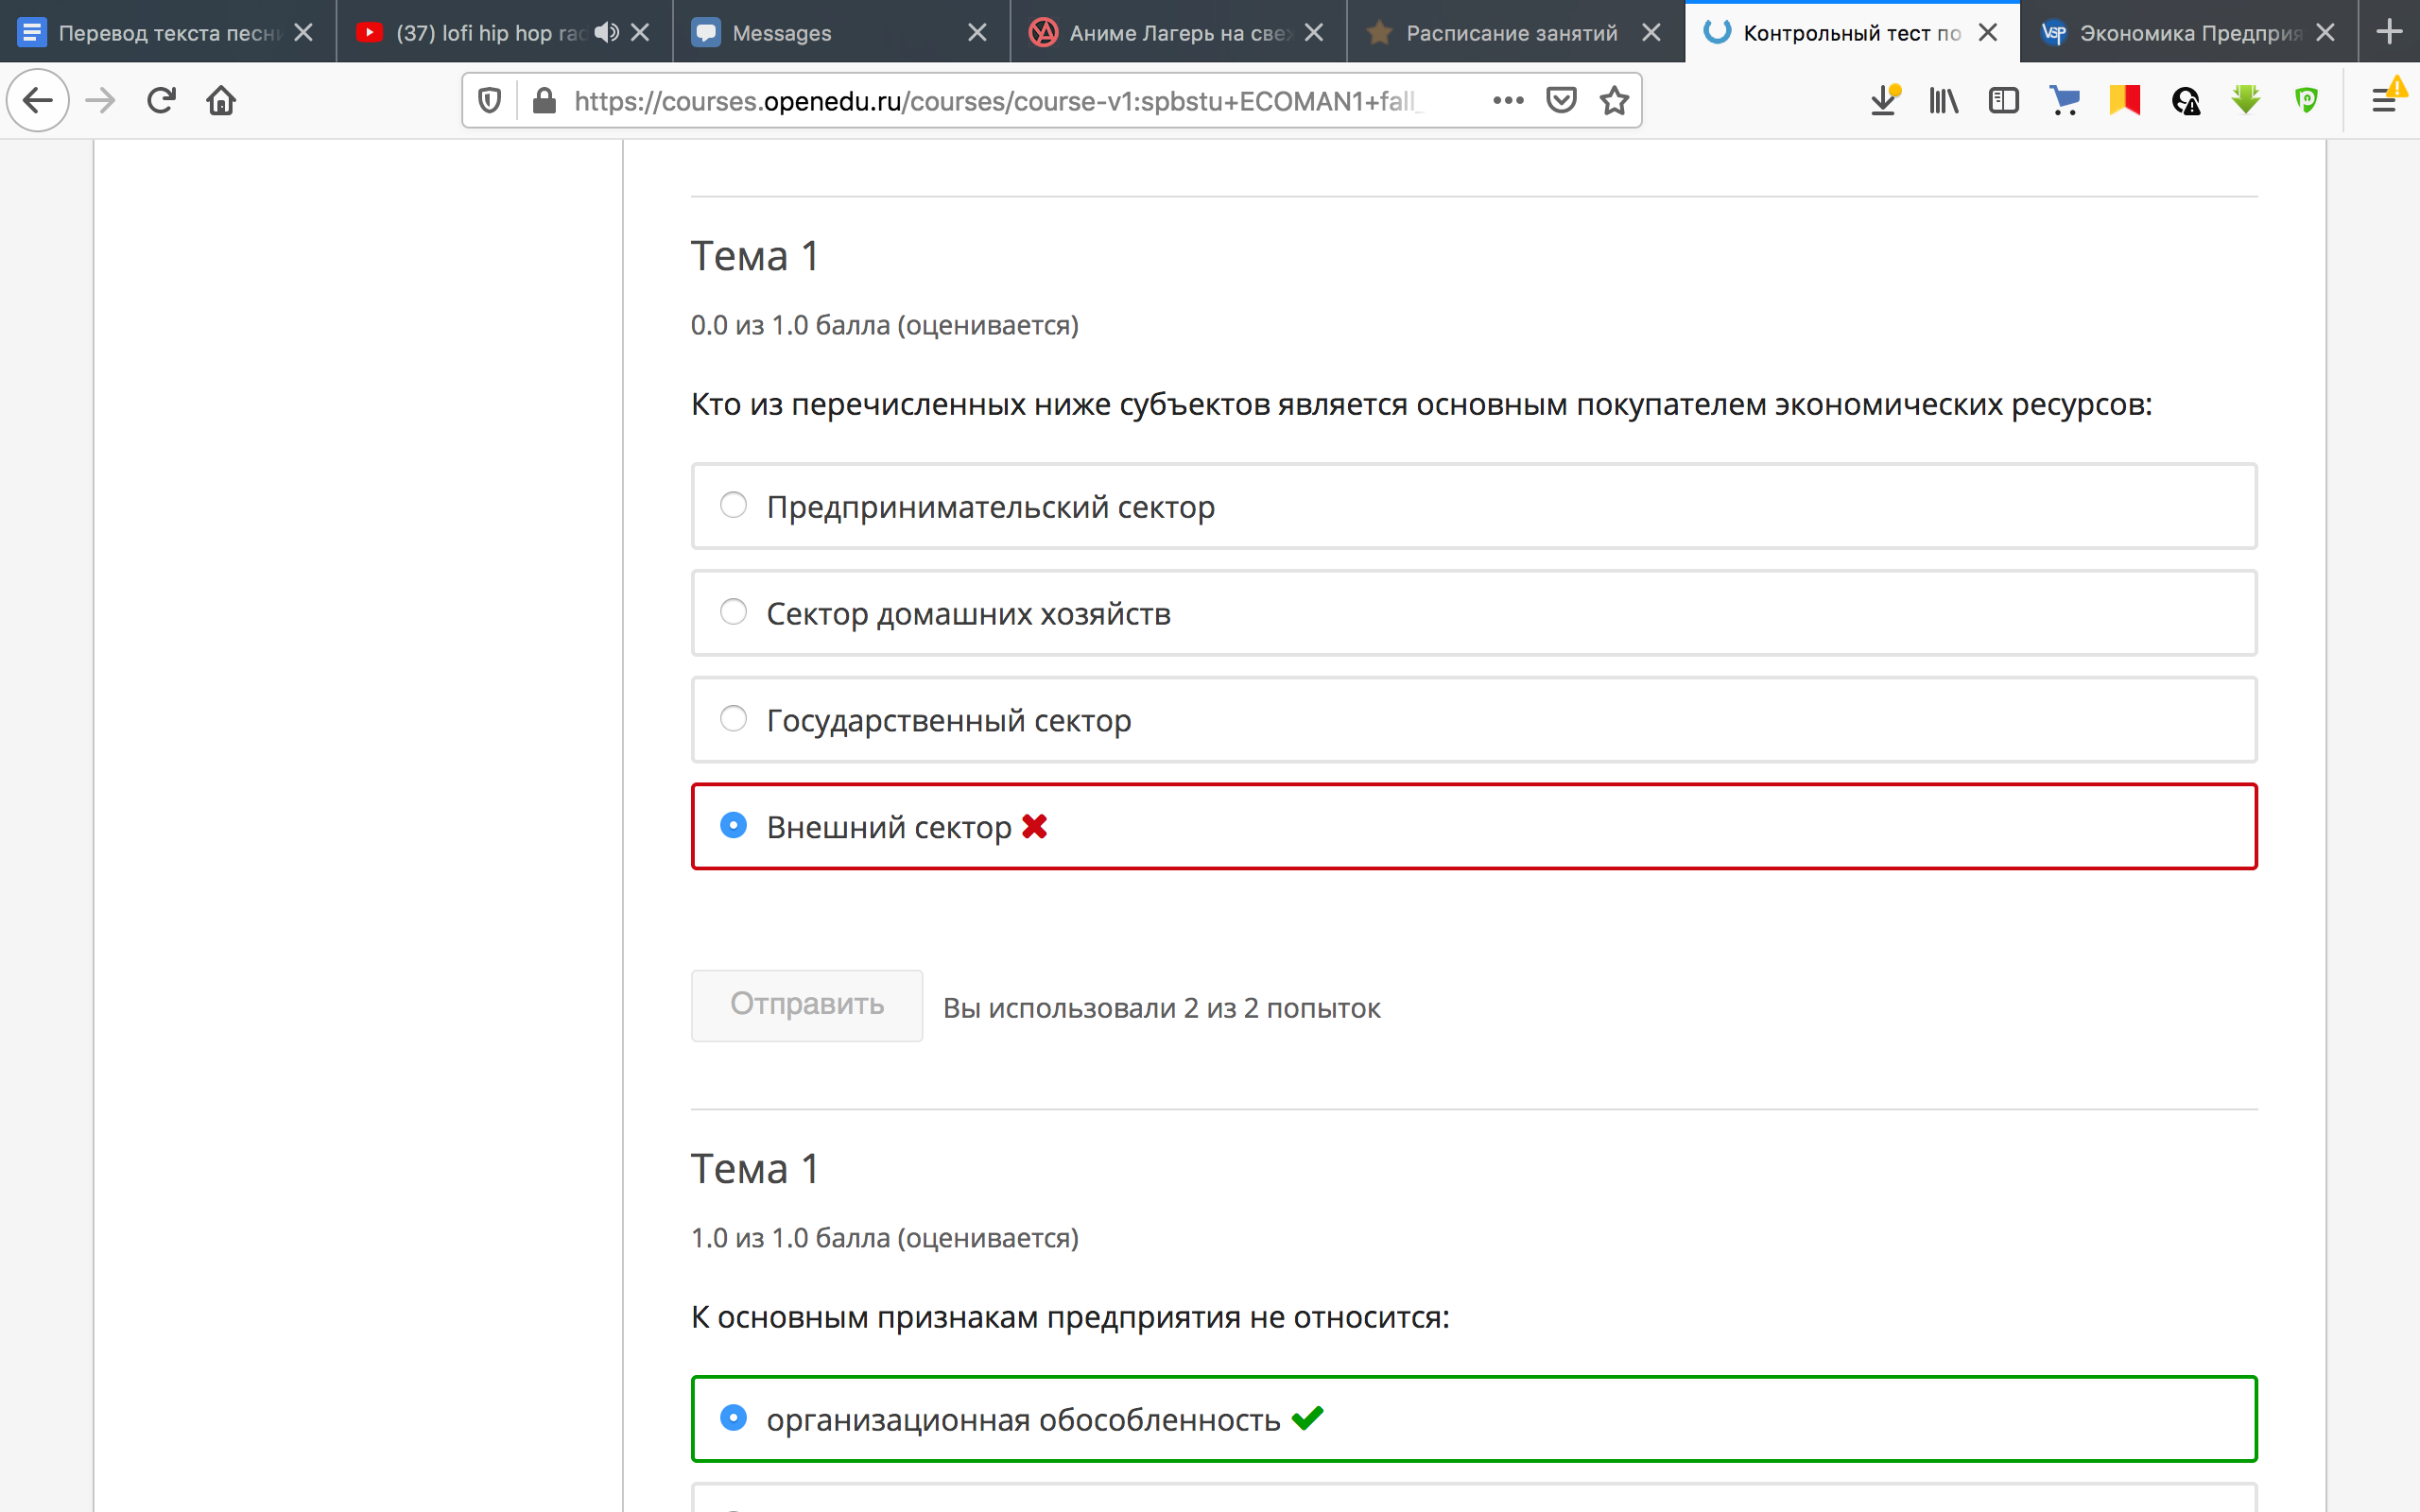 Перевод текста песни
(37) lofi hip hop rad
Messages
Аниме Лагерь на свеж
Расписание занятий
Контрольный тест по
Экономика Предприя
https://courses.openedu.ru/courses/course-v1:spbstu+ECOMAN1+fall_
Тема 1
0.0 из 1.0 балла (оценивается)
Кто из перечисленных ниже субъектов является основным покупателем экономических ресурсов:
Предпринимательский сектор
Сектор домашних хозяйств
Государственный сектор
Внешний сектор
Отправить
Вы использовали 2 из 2 попыток
Тема 1
1.0 из 1.0 балла (оценивается)
К основным признакам предприятия не относится:
организационная обособленность